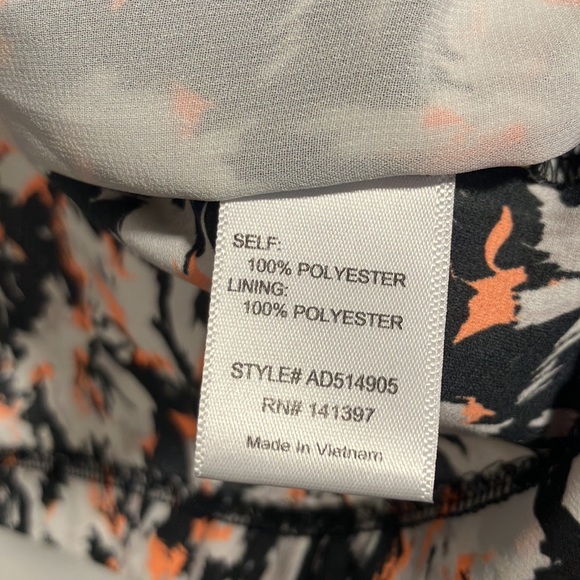 SELF:
100% POLYESTER
LINING:
100% POLYESTER
STYLE# AD514905
RN# 141397
Made In Vietnam